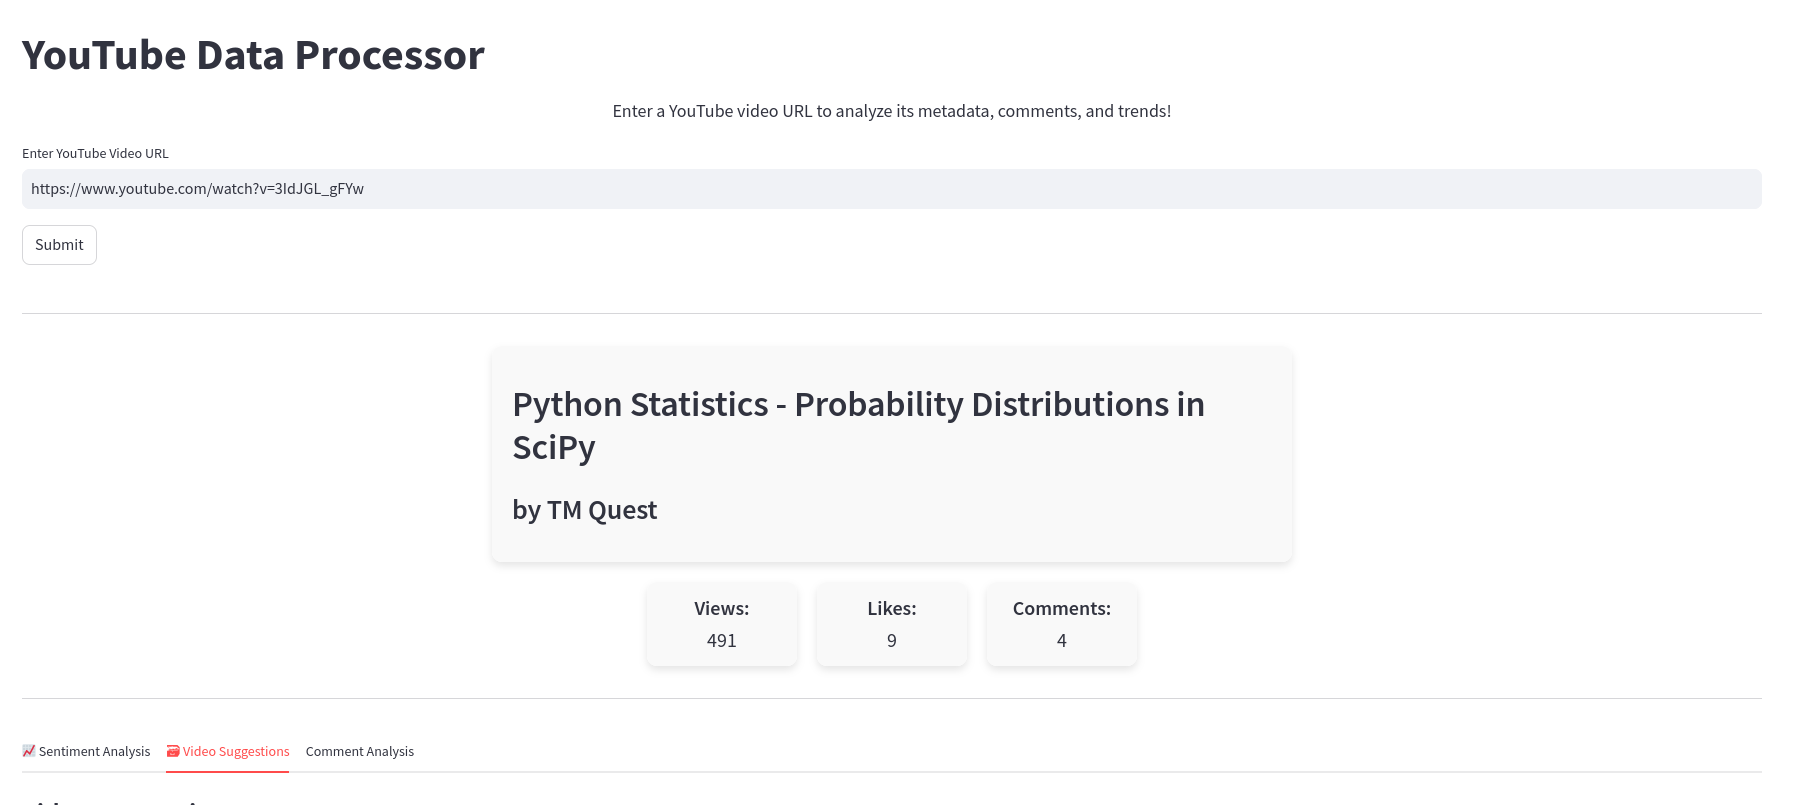 YouTube Data Processor
Enter a YouTube video URL to analyze its metadata, comments, and trends!
Enter YouTube Video URL
https://www.youtube.com/watch?v=3IdJGL_gFYw
Submit
Python Statistics - Probability Distributions in
SciPy
by TM Quest
Views: Likes: Comments:
491 9 4
Sentiment Analysis Video Suggestions Comment Analysis